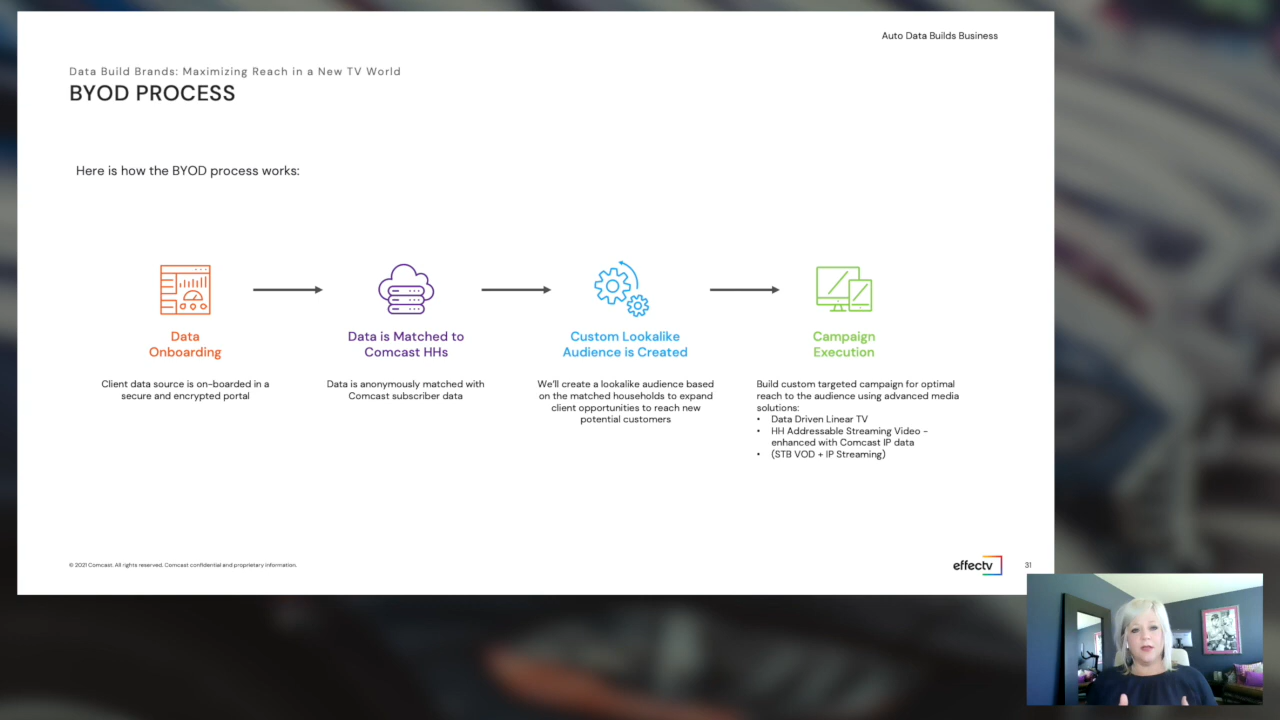 Auto Data Builds Business
Data Build Brands: Maximizing Reach in a New TV World
BYOD PROCESS
Here is how the BYOD process works:
Data
Onboarding
Client data source is on-boarded in a
secure and encrypted portal
Data is Matched to
Comcast HHs
Data is anonymously matched with
Comcast subscriber data
Custom Lookalike
Audience is Created
We'll create a lookalike audience based
on the matched households to expand
client opportunities to reach new
potential customers
Campaign
Execution
Build custom targeted campaign for optimal
reach to the audience using advanced media
solutions:
• Data Driven Linear TV
• HH Addressable Streaming Video -
enhanced with Comcast IP data
• (STB VOD + IP Streaming)
© 2021 Comcast. All rights reserved. Comcast confidential and proprietary information.
effectv
31